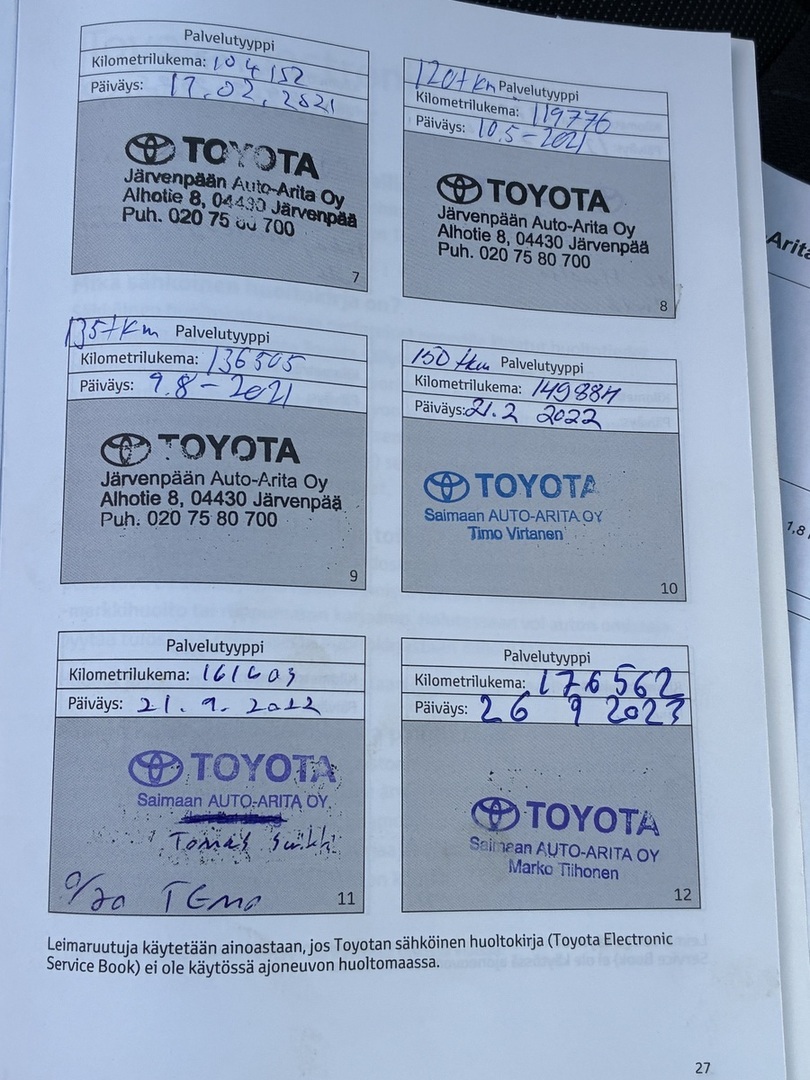 Palvelutyyppi
Kilometrilukema: 104152
Päiväys: 17.02.2021
TOYOTA
Järvenpään Auto-Arita Oy
Alhotie 8, 04430 Järvenpää
Puh. 020 75 80 700
7
120tkm Palvelutyyppi
Kilometrilukema: 119776
Päiväys: 10.5-2021
TOYOTA
Järvenpään Auto-Arita Oy
Alhotie 8, 04430 Järvenpää
Puh. 020 75 80 700
8
135tkm Palvelutyyppi
Kilometrilukema: 136505
Päiväys: 9.8-2021
TOYOTA
Järvenpään Auto-Arita Oy
Alhotie 8, 04430 Järvenpää
Puh. 020 75 80 700
9
150 tkm Palvelutyyppi
Kilometrilukema: 149884
Päiväys: 21.2 2022
TOYOTA
Saimaan AUTO-ARITA OY
Timo Virtanen
10
Palvelutyyppi
Kilometrilukema: 161603
Päiväys: 21.9.2022
TOYOTA
Saimaan AUTO-ARITA OY
Tomas
11
Palvelutyyppi
Kilometrilukema: 176562
Päiväys: 26 9 2023
TOYOTA
Saimaan AUTO-ARITA OY
Marko Tiihonen
12
Leimaruutuja käytetään ainoastaan, jos Toyotan sähköinen huoltokirja (Toyota Electronic
Service Book) ei ole käytössä ajoneuvon huoltomaassa.
27
1,8